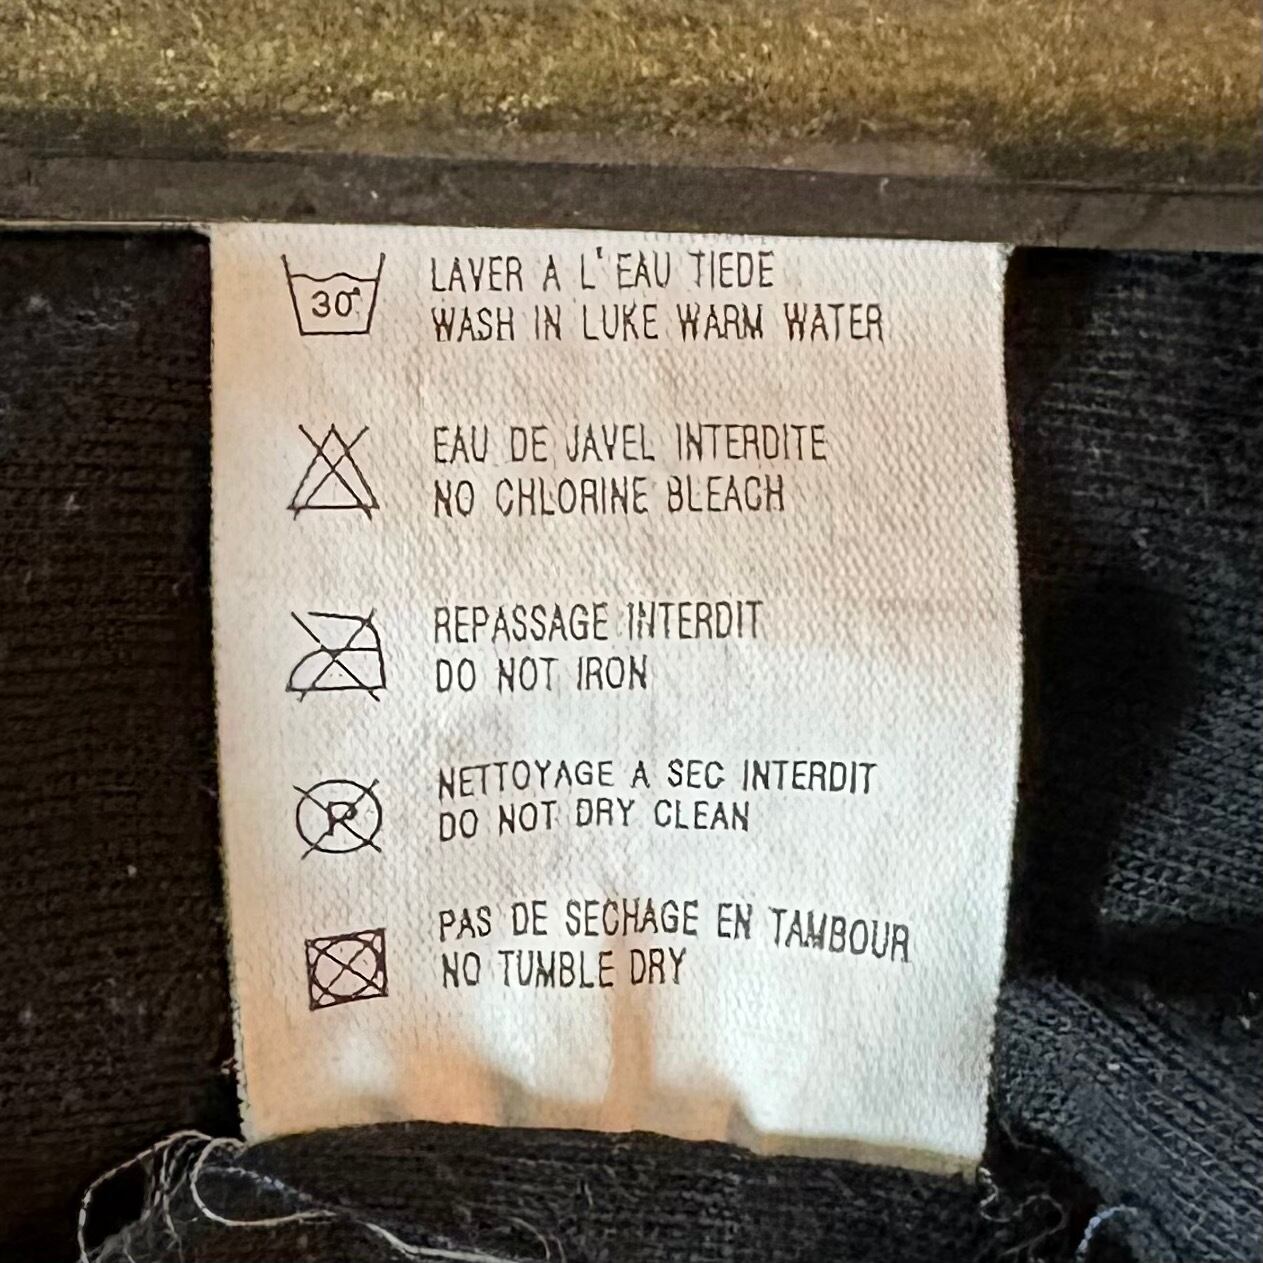 30°
LAVER A L'EAU TIEDE
WASH IN LUKE WARM WATER
EAU DE JAVEL INTERDITE
NO CHLORINE BLEACH
REPASSAGE INTERDIT
DO NOT IRON
P
NETTOYAGE A SEC INTERDIT
DO NOT DRY CLEAN
PAS DE SECHAGE EN TAMBOUR
NO TUMBLE DRY